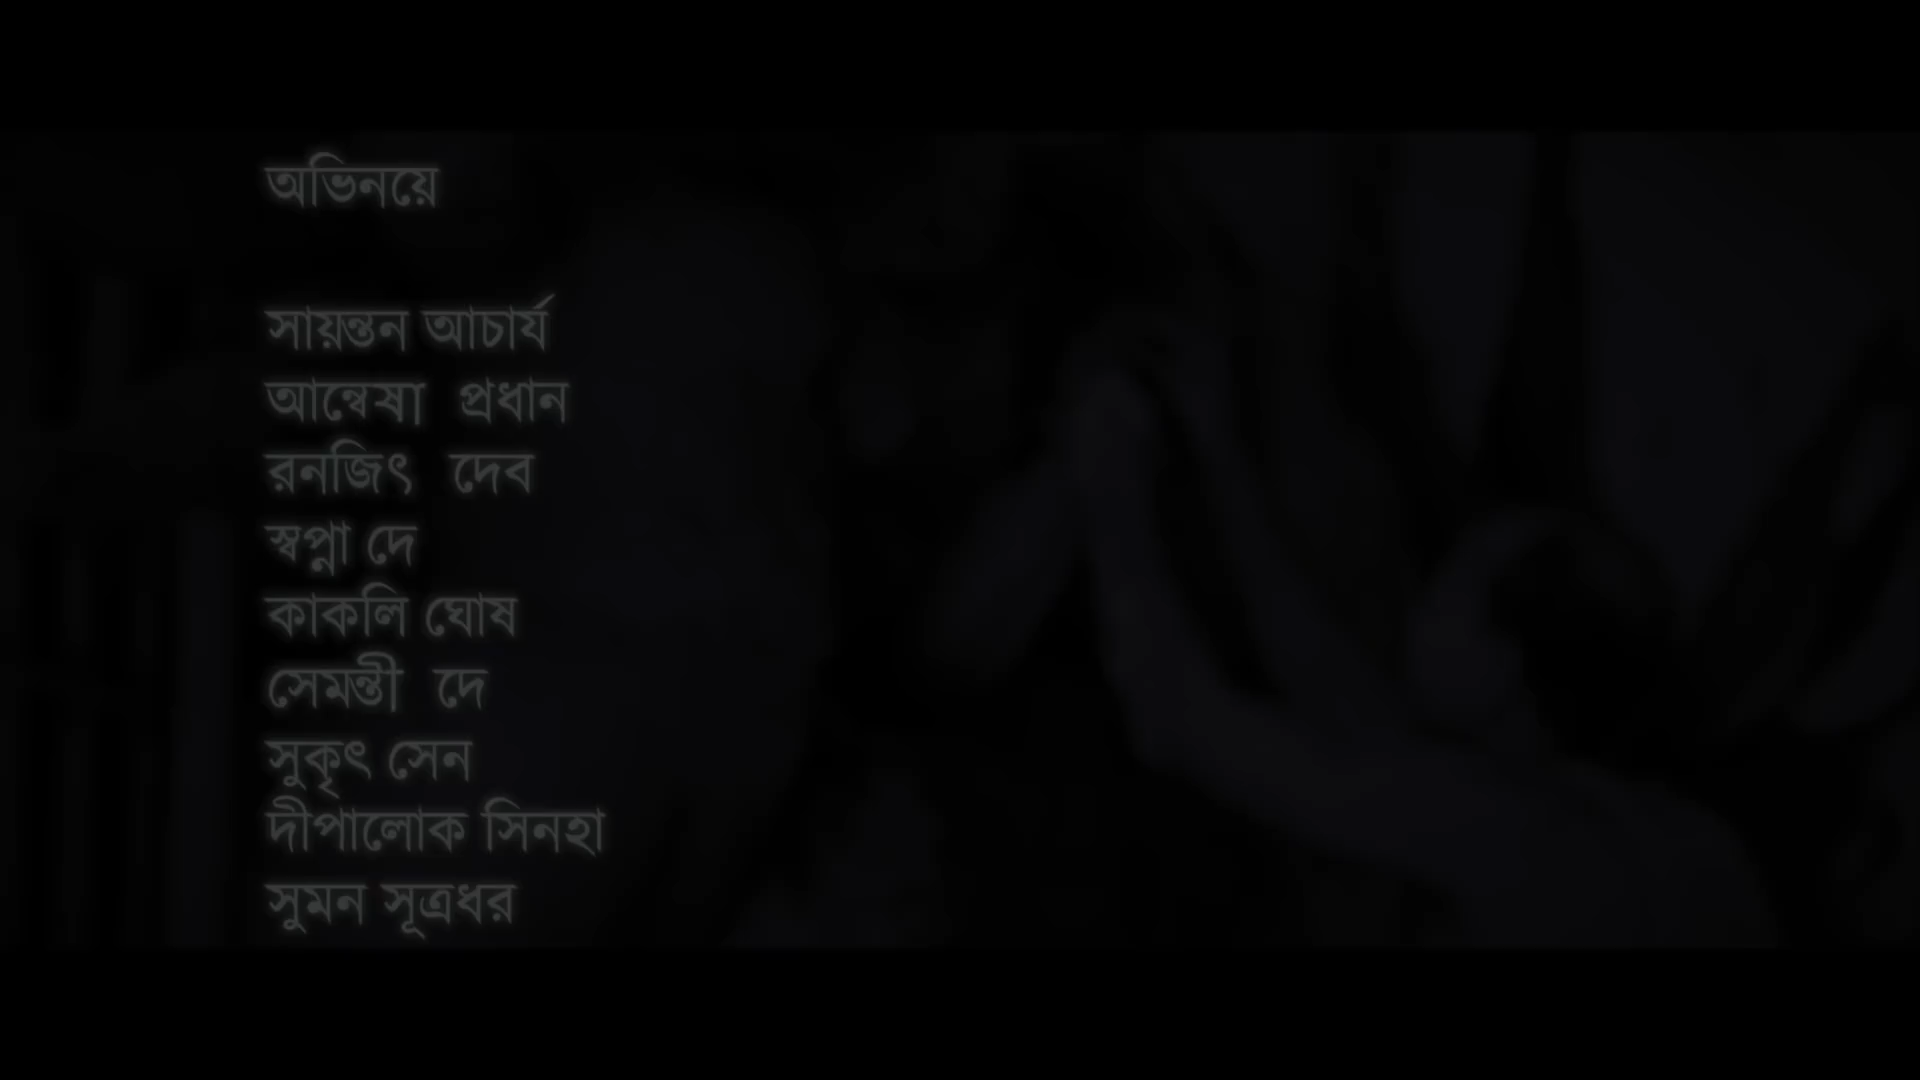 অভিনয়ে
সায়ন্তন আচার্য
আন্বেষা প্রধান
রনজিৎ দেব
স্বপ্না দে
কাকলি ঘোষ
সেমন্তী দে
সুকৃৎ সেন
দীপালোক সিনহা
সুমন সূত্রধর